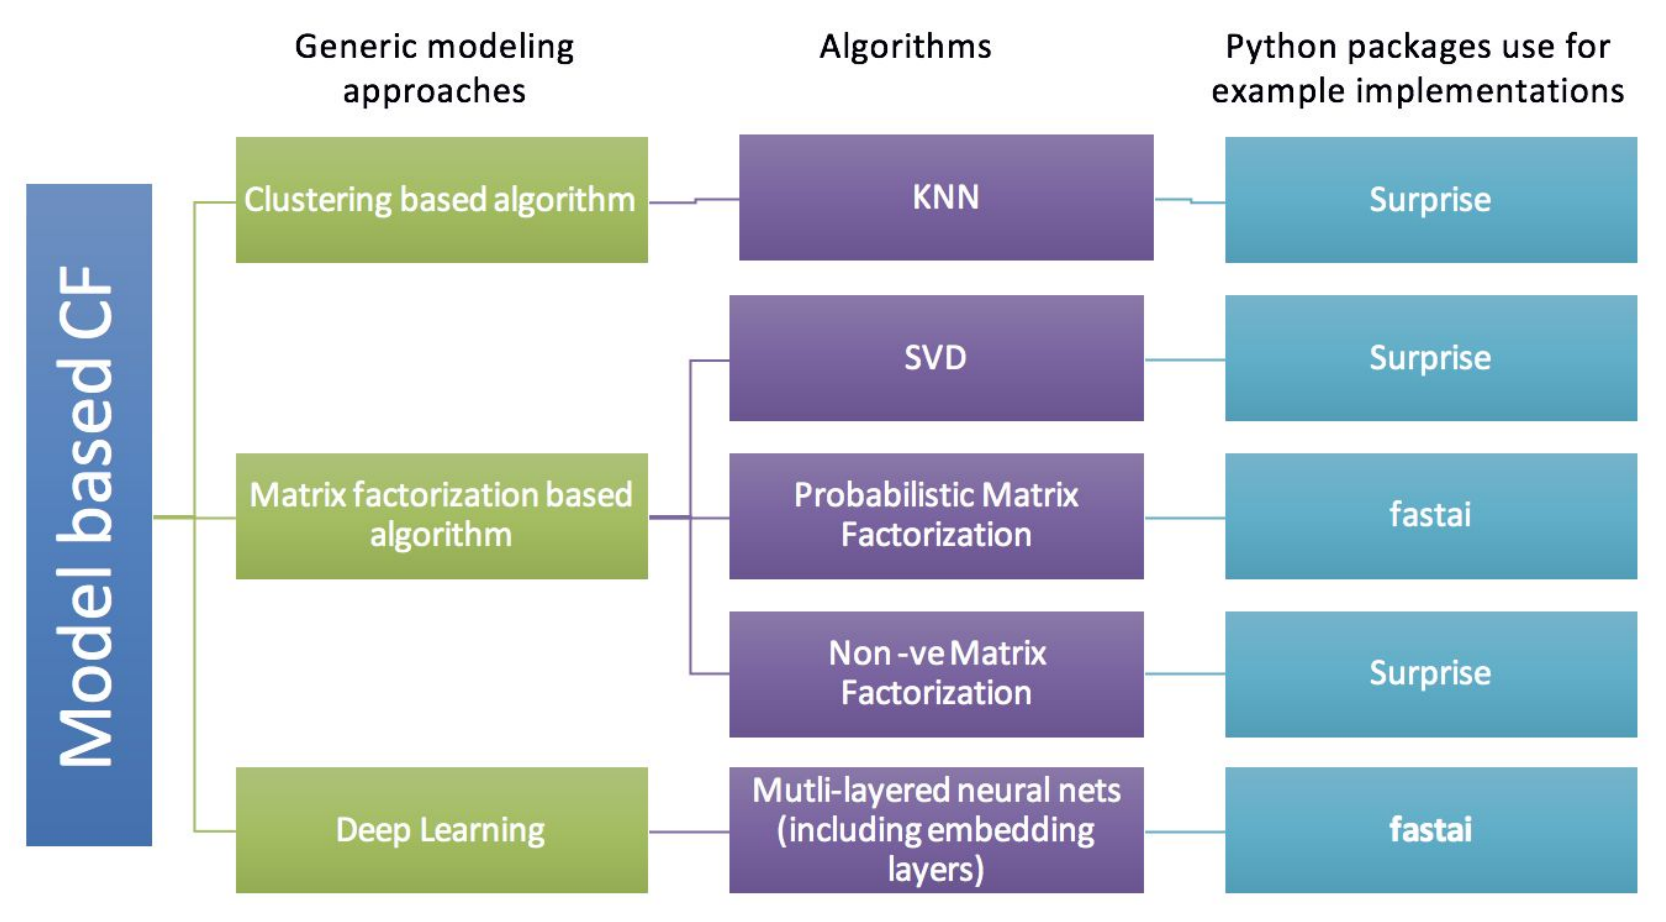 Generic modeling
approaches
Algorithms
Python packages use for
example implementations
Model based CF
Clustering based algorithm
KNN
Surprise
SVD
Surprise
Matrix factorization based
algorithm
Probabilistic Matrix
Factorization
fastai
Non -ve Matrix
Factorization
Surprise
Deep Learning
Mutli-layered neural nets
(including embedding
layers)
fastai